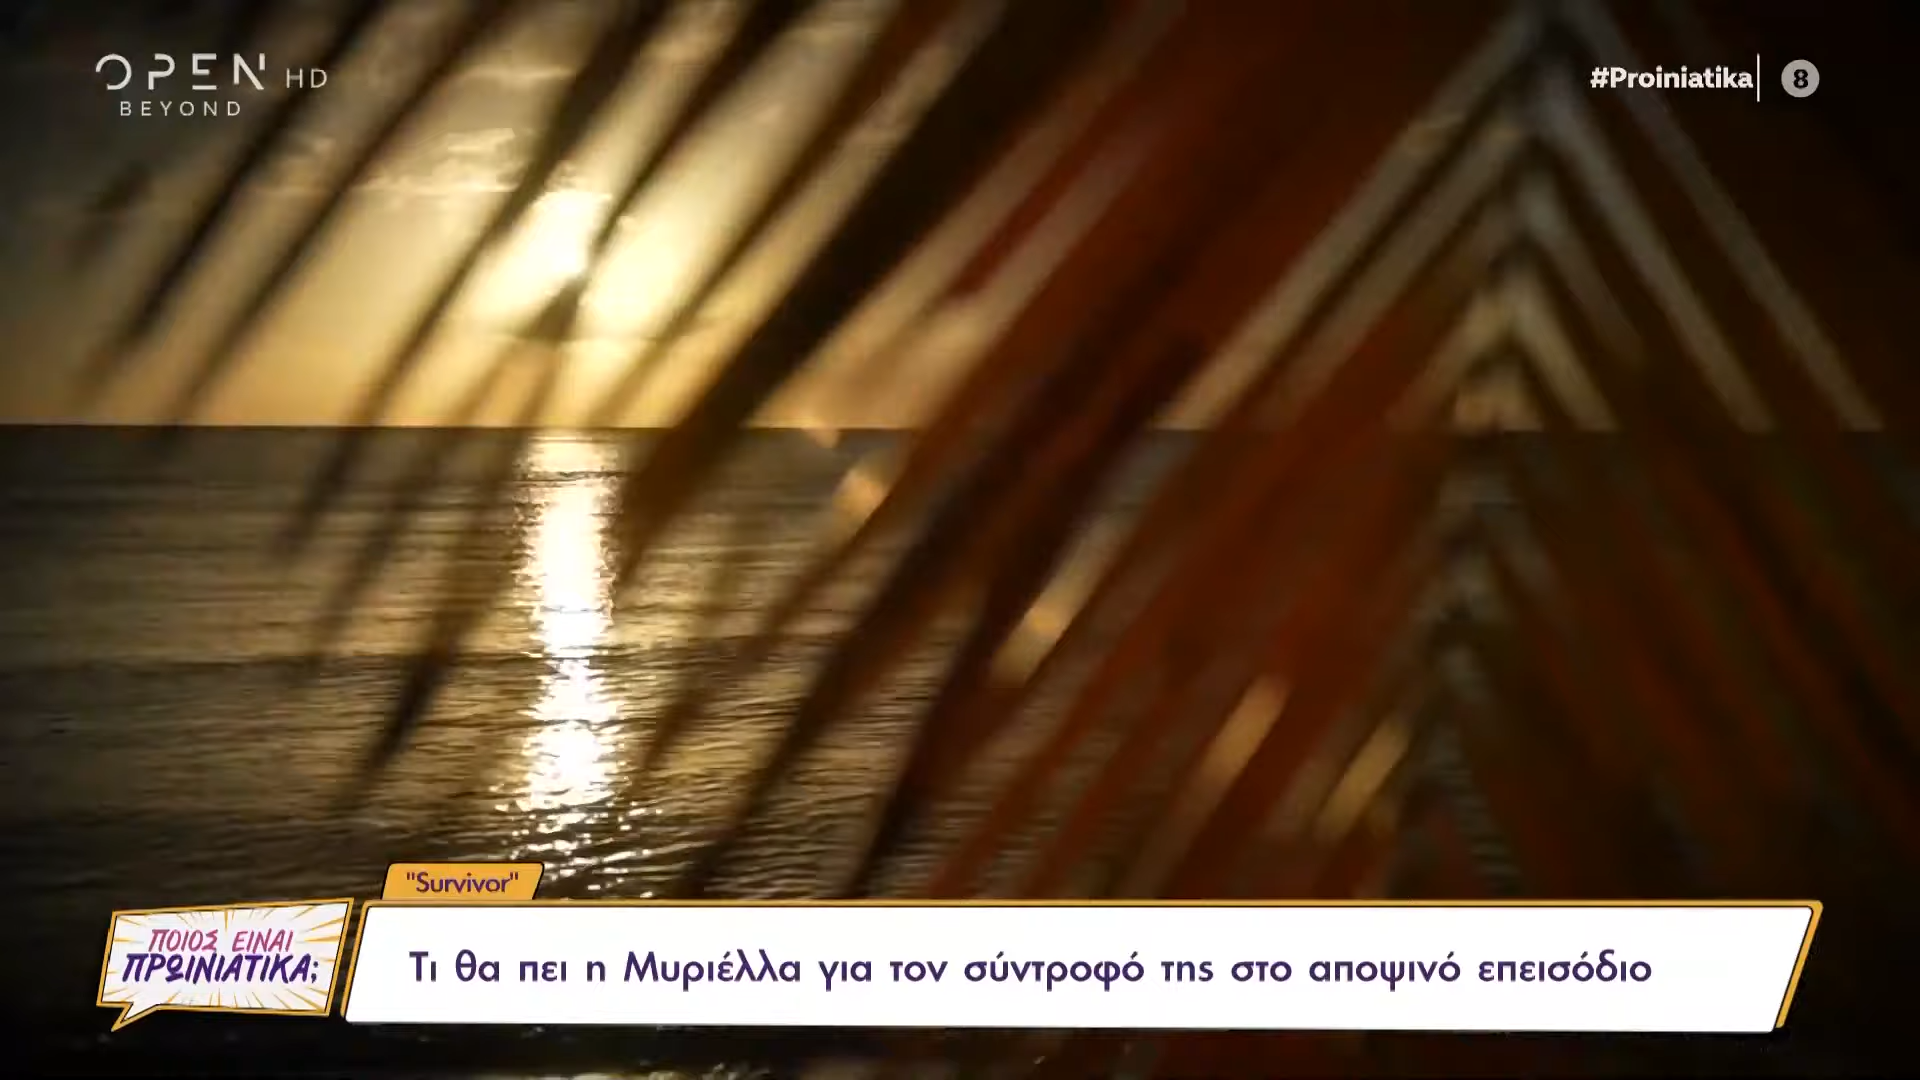 OPEN HD
BEYOND
#Proiniatika 8
"Survivor"
ΠΟΙΟΣ ΕΙΝΑΙ
ΠΡΩΙΝΙΑΤΙΚΑ;
Τι θα πει η Μυριέλλα για τον σύντροφό της στο αποψινό επεισόδιο